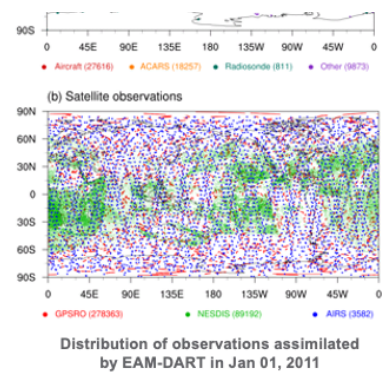 90S
0 45E 90E 135E 180 135W 90W 45W 0
Aircraft (27616) ACARS (18257) Radiosonde (811) Other (9873)
(b) Satellite observations
90N
60N
30N
0
30S
60S
90S
0 45E 90E 135E 180 135W 90W 45W 0
GPSRO (278363) NESDIS (89192) AIRS (3582)
Distribution of observations assimilated
by EAM-DART in Jan 01, 2011